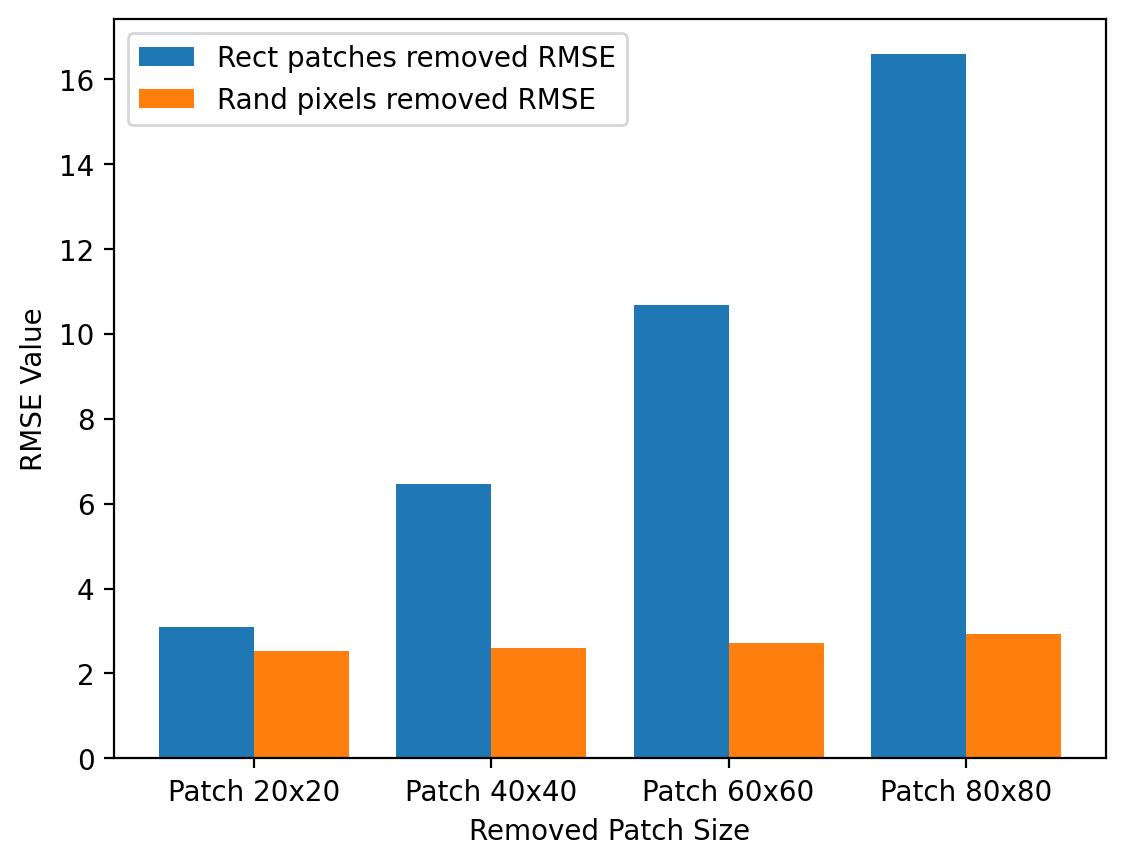 Rect patches removed RMSE
Rand pixels removed RMSE
16
14
12
10
8
6
4
2
0
RMSE Value
Patch 20x20 Patch 40x40 Patch 60x60 Patch 80x80
Removed Patch Size